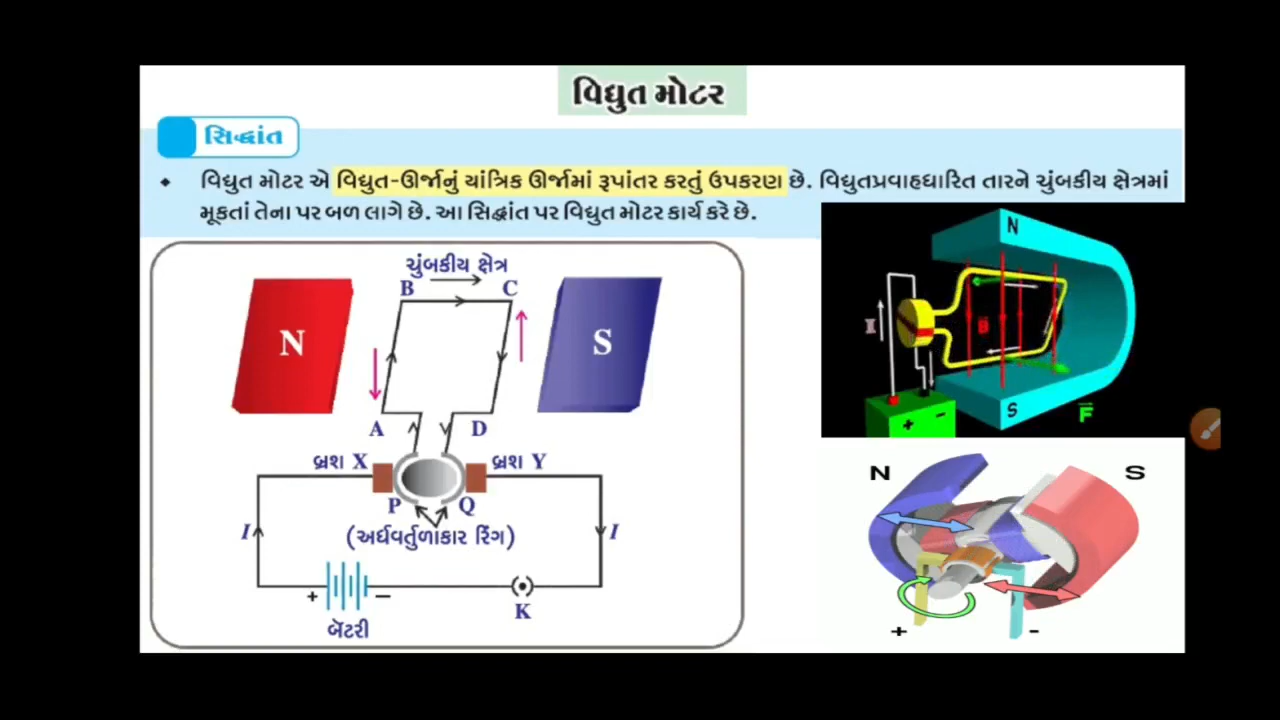 વિદ્યુત મોટર
સિદ્ધાંત
• વિદ્યુત મોટર એ વિદ્યુત-ઊર્જાનું યાંત્રિક ઊર્જામાં રૂપાંતર કરતું ઉપકરણ છે. વિદ્યુતપ્રવાહધારિત તારને ચુંબકીય ક્ષેત્રમાં
મૂકતાં તેના પર બળ લાગે છે. આ સિદ્ધાંત પર વિદ્યુત મોટર કાર્ય કરે છે.
ચુંબકીય ક્ષેત્ર
B C
N S
A D
બ્રશ X બ્રશ Y
P Q
(અર્ધવર્તુળાકાર રિંગ)
I I
+ −
K
બૅટરી
N
I B
S F
+ -
N S
+ -